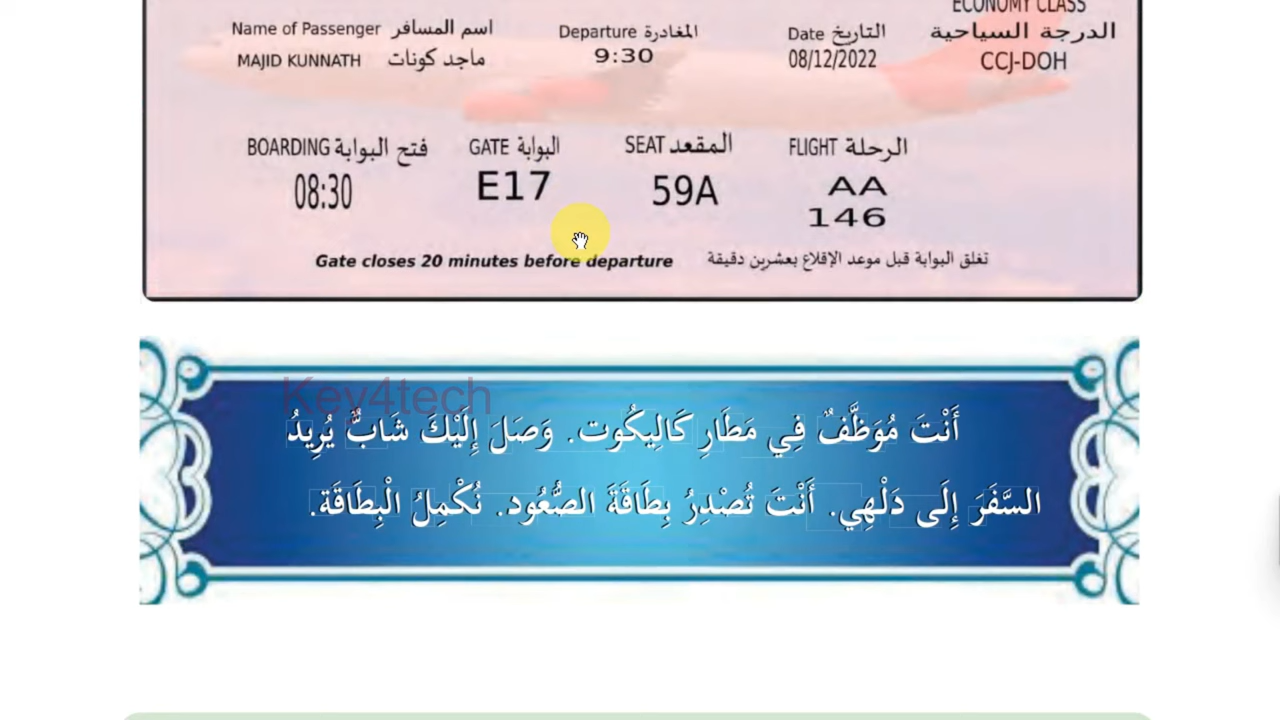 ECONOMY CLASS
Name of Passenger اسم المسافر
Departure المغادرة
Date التاريخ
الدرجة السياحية
MAJID KUNNATH ماجد كونات
9:30
08/12/2022
CCJ-DOH
BOARDING فتح البوابة
GATE البوابة
SEAT المقعد
FLIGHT الرحلة
08:30
E17
59A
AA
146
Gate closes 20 minutes before departure
تغلق البوابة قبل موعد الإقلاع بعشرين دقيقة
Key4tech
أَنْتَ مُوَظَّفٌ فِي مَطَارِ كَالِيكُوت. وَصَلَ إِلَيْكَ شَابٌّ يُرِيدُ
السَّفَرَ إِلَى دَلْهِي. أَنْتَ تُصْدِرُ بِطَاقَةَ الصُّعُود. نُكْمِلُ الْبِطَاقَة.